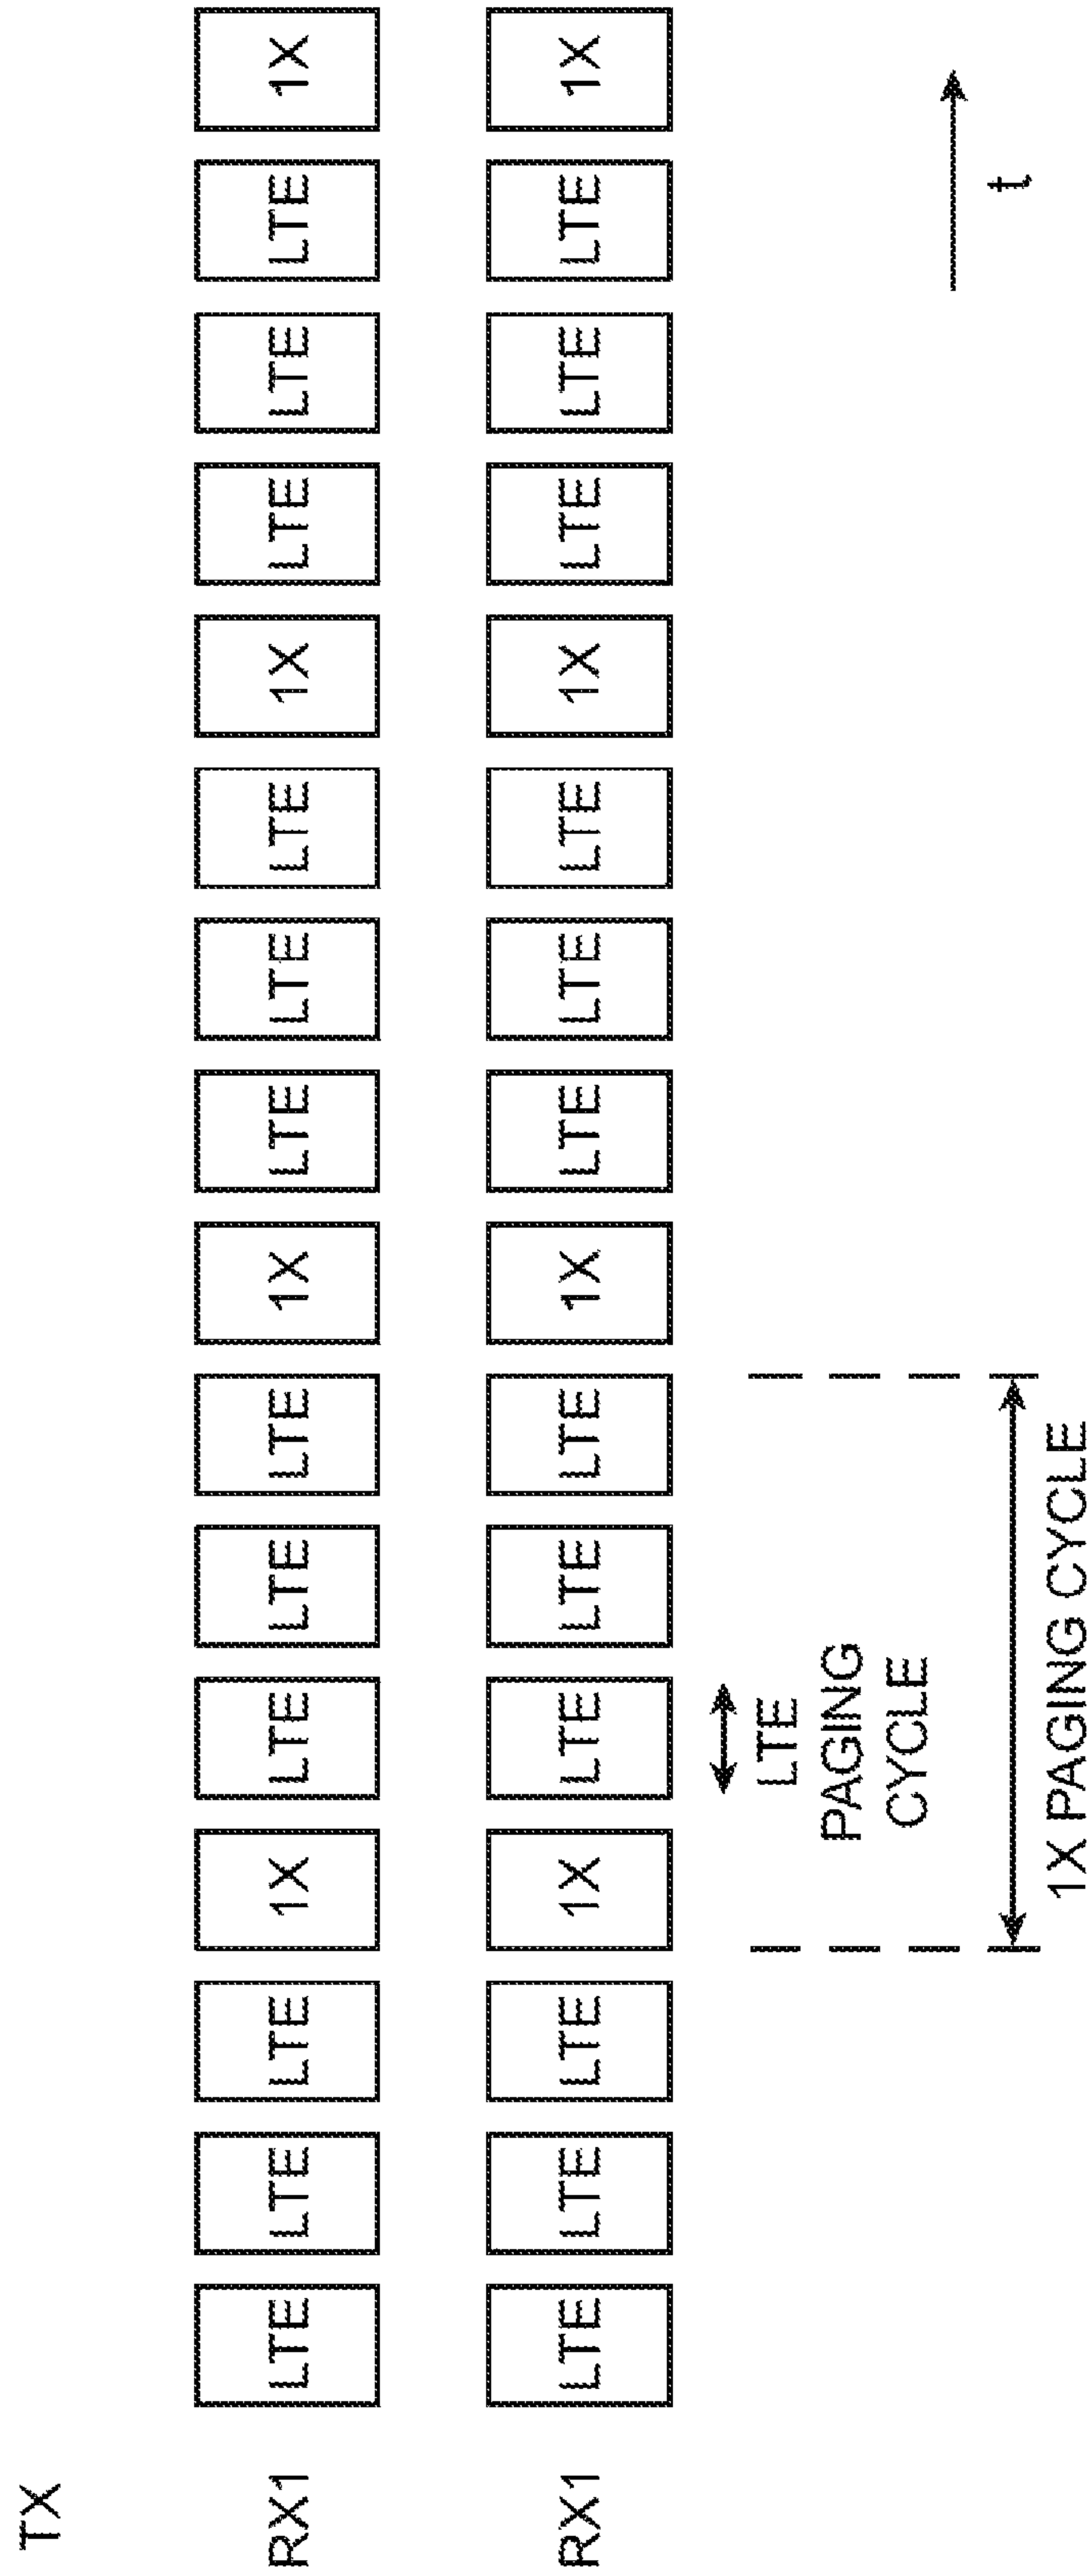 TX
RX1 LTE LTE LTE 1X LTE LTE LTE 1X LTE LTE LTE 1X LTE LTE LTE 1X
RX1 LTE LTE LTE 1X LTE LTE LTE 1X LTE LTE LTE 1X LTE LTE LTE 1X
LTE
PAGING
CYCLE
1X PAGING CYCLE
t